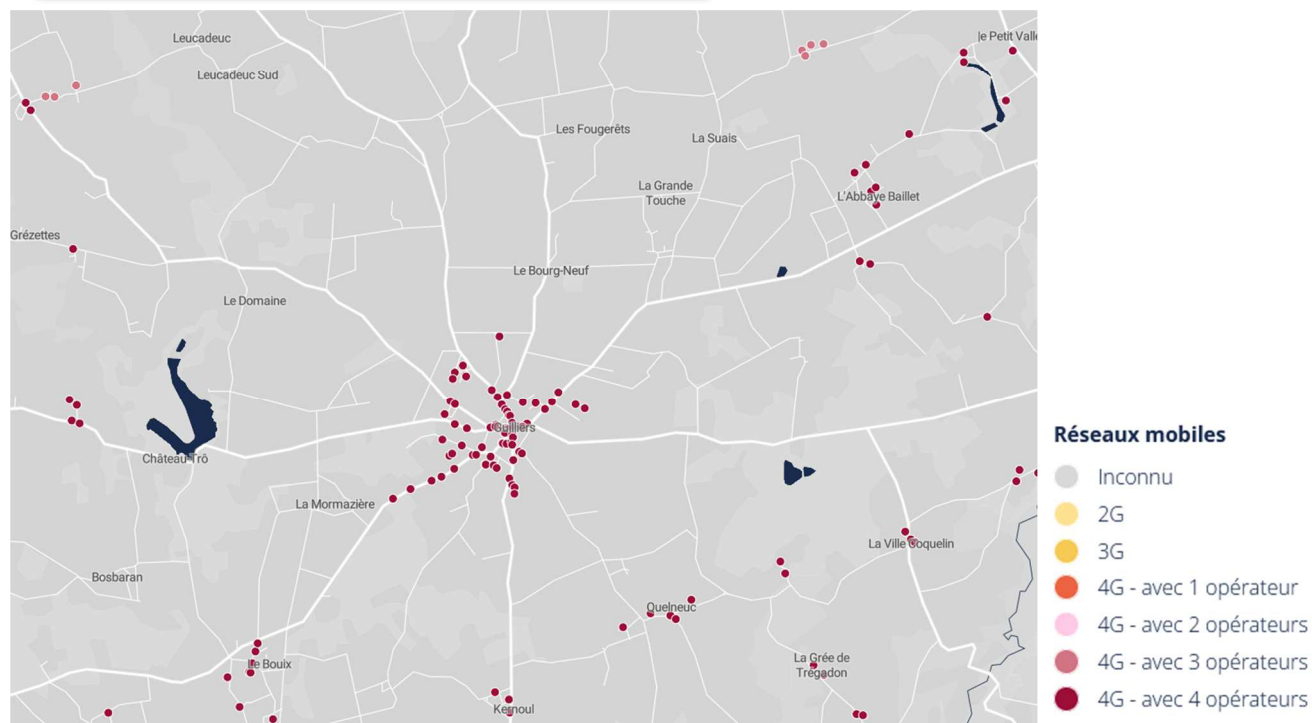 Leucadeuc
le Petit Vallé
Leucadeuc Sud
Les Fougerêts
La Suais
La Grande
Touche
L'Abbaye Baillet
Grézettes
Le Bourg-Neuf
Le Domaine
Guilliers
Château-Trô
La Mormazière
La Ville Coquelin
Bosbaran
Quelneuc
Le Bouix
La Grée de
Trégadon
Kernoul
Réseaux mobiles
Inconnu
2G
3G
4G - avec 1 opérateur
4G - avec 2 opérateurs
4G - avec 3 opérateurs
4G - avec 4 opérateurs